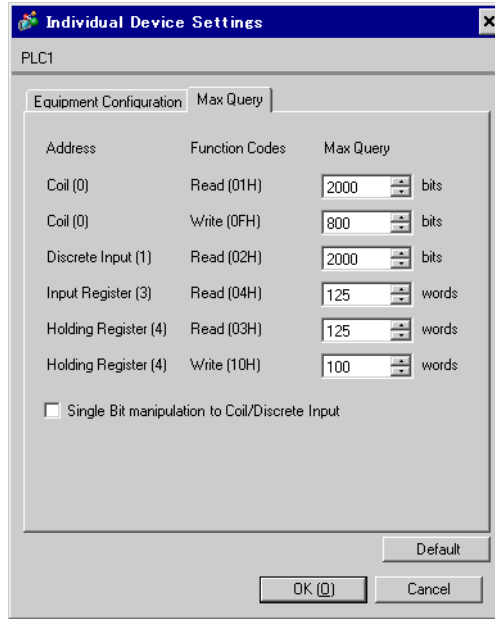 Individual Device Settings
PLC1
Equipment Configuration Max Query
Address Function Codes Max Query
Coil (0) Read (01H) 2000 bits
Coil (0) Write (0FH) 800 bits
Discrete Input (1) Read (02H) 2000 bits
Input Register (3) Read (04H) 125 words
Holding Register (4) Read (03H) 125 words
Holding Register (4) Write (10H) 100 words
Single Bit manipulation to Coil/Discrete Input
Default
OK (O) Cancel